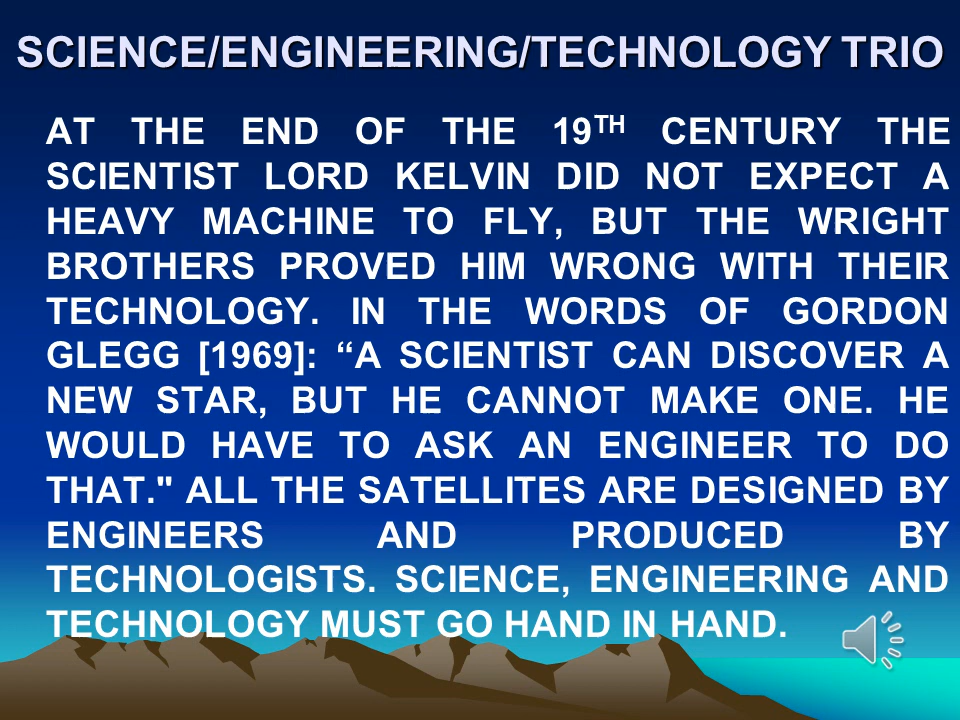 SCIENCE/ENGINEERING/TECHNOLOGY TRIO
AT THE END OF THE 19TH CENTURY THE
SCIENTIST LORD KELVIN DID NOT EXPECT A
HEAVY MACHINE TO FLY, BUT THE WRIGHT
BROTHERS PROVED HIM WRONG WITH THEIR
TECHNOLOGY. IN THE WORDS OF GORDON
GLEGG [1969]: “A SCIENTIST CAN DISCOVER A
NEW STAR, BUT HE CANNOT MAKE ONE. HE
WOULD HAVE TO ASK AN ENGINEER TO DO
THAT." ALL THE SATELLITES ARE DESIGNED BY
ENGINEERS AND PRODUCED BY
TECHNOLOGISTS. SCIENCE, ENGINEERING AND
TECHNOLOGY MUST GO HAND IN HAND.